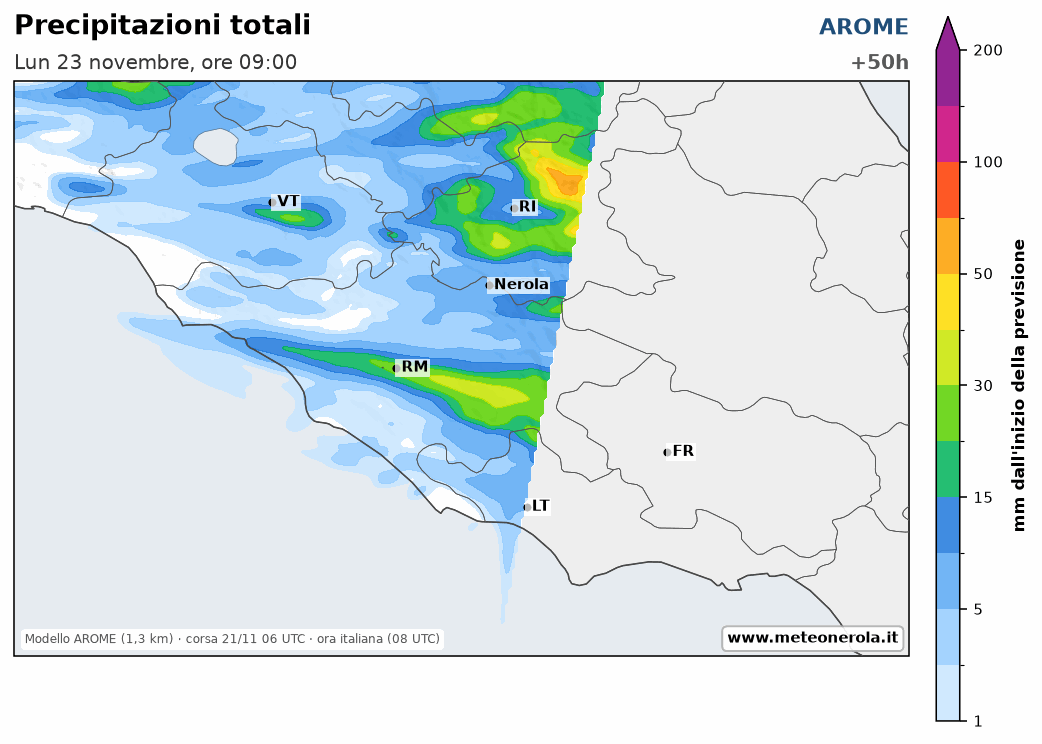 Precipitazioni totali
AROME
Lun 23 novembre, ore 09:00
+50h
200
100
50
30
15
5
1
mm dall'inizio della previsione
VT
RI
Nerola
RM
FR
LT
Modello AROME (1,3 km) · corsa 21/11 06 UTC · ora italiana (08 UTC)
www.meteonerola.it